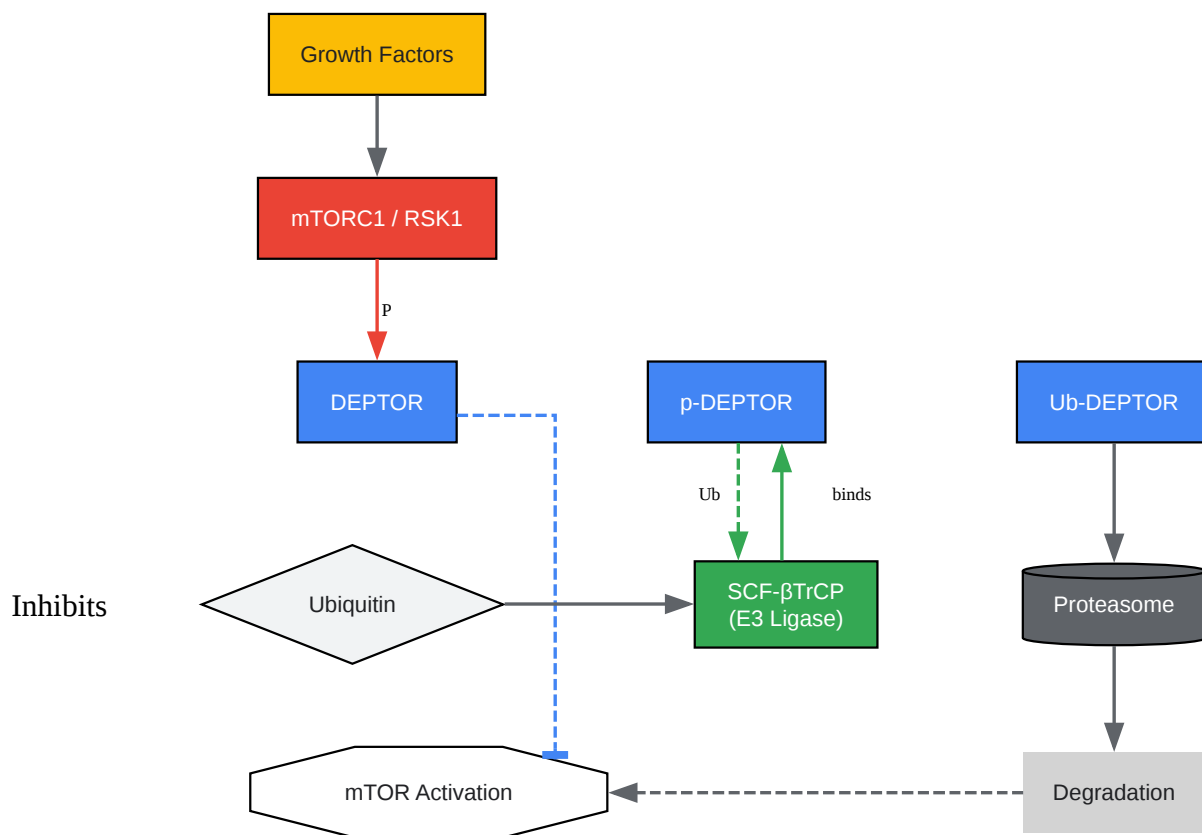 Growth Factors
mTORC1 / RSK1
P
DEPTOR
p-DEPTOR
Ub-DEPTOR
Ub
binds
Inhibits
Ubiquitin
SCF-βTrCP
(E3 Ligase)
Proteasome
mTOR Activation
Degradation